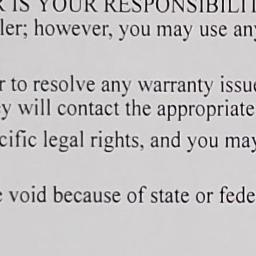 IS YOUR RESPONSIBILIT
ler; however, you may use any
to resolve any warranty issue
y will contact the appropriate
cific legal rights, and you may
void because of state or fede